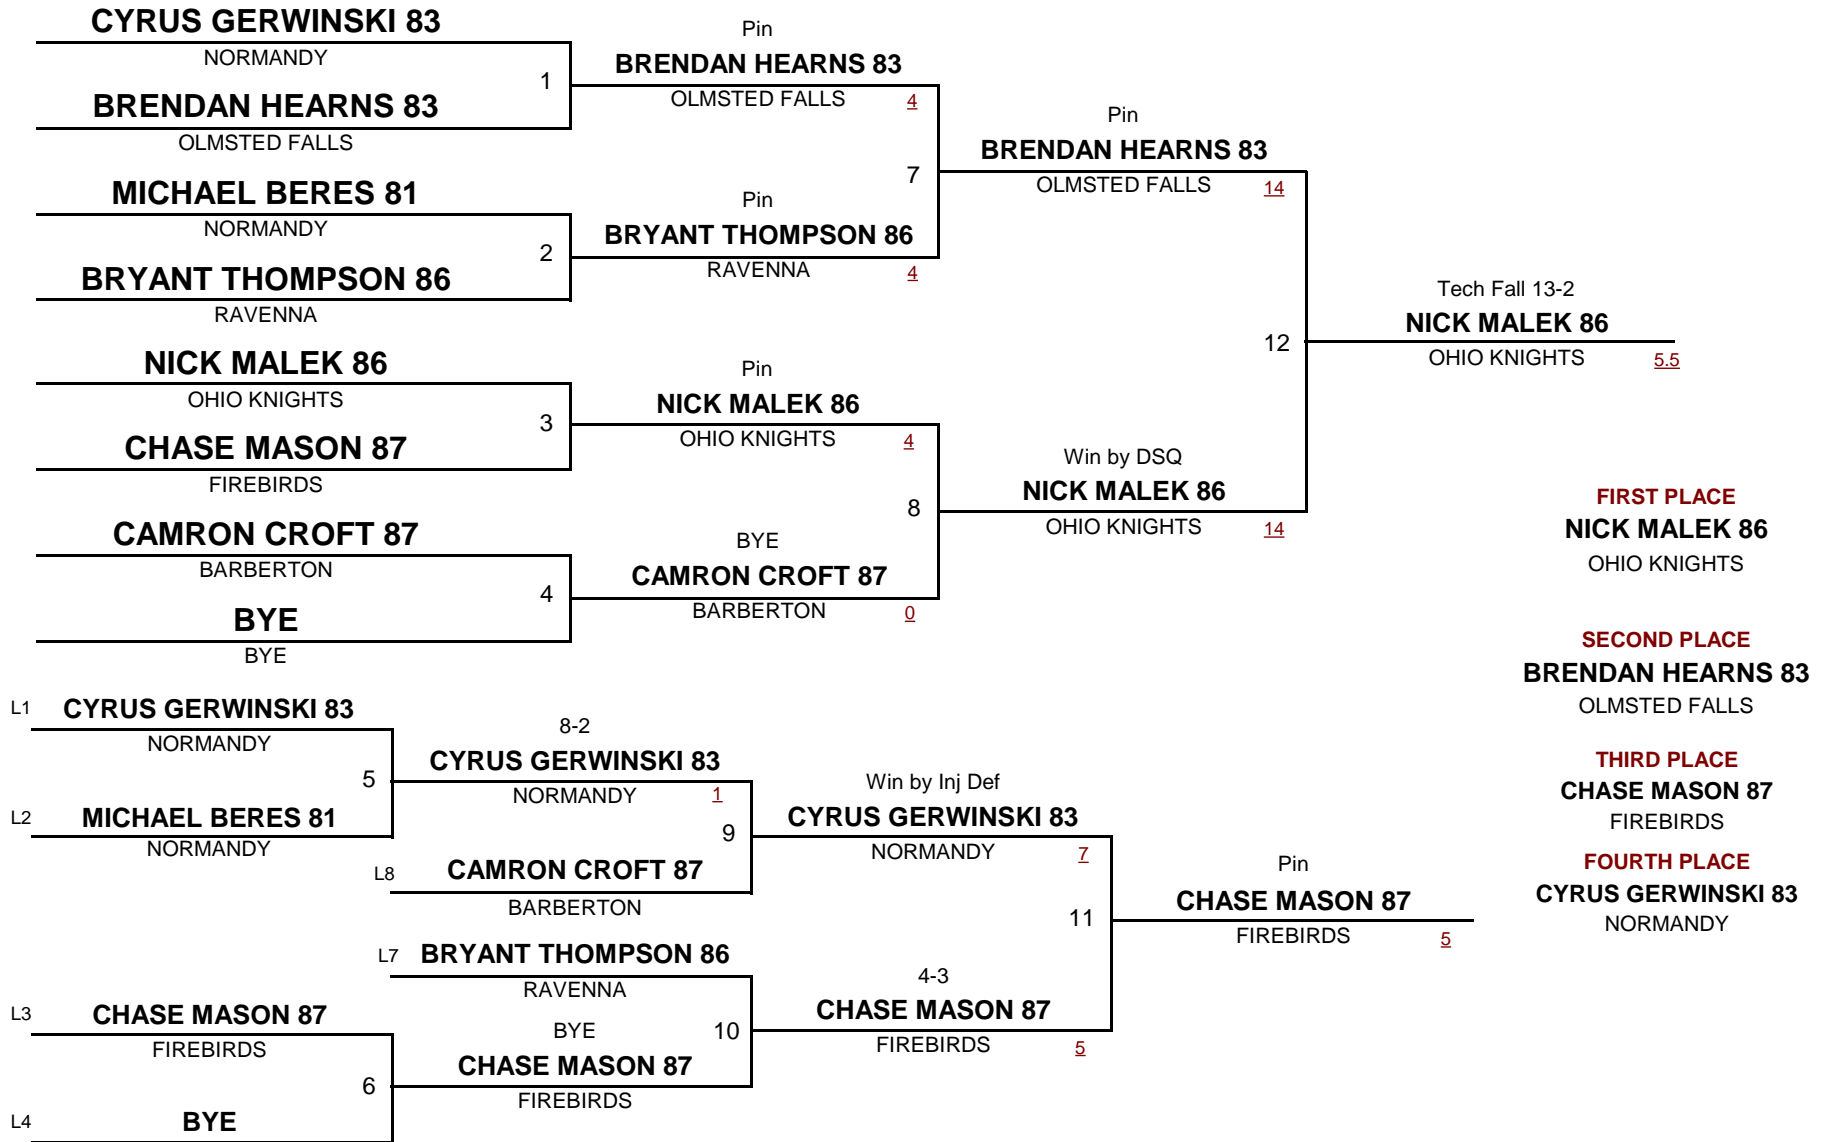 CYRUS GERWINSKI 83
NORMANDY
1
BRENDAN HEARNS 83
OLMSTED FALLS
Pin
BRENDAN HEARNS 83
OLMSTED FALLS 4
MICHAEL BERES 81
NORMANDY
2
BRYANT THOMPSON 86
RAVENNA
Pin
BRYANT THOMPSON 86
RAVENNA 4
7
Pin
BRENDAN HEARNS 83
OLMSTED FALLS 14
NICK MALEK 86
OHIO KNIGHTS
3
CHASE MASON 87
FIREBIRDS
Pin
NICK MALEK 86
OHIO KNIGHTS 4
CAMRON CROFT 87
BARBERTON
4
BYE
BYE
BYE
CAMRON CROFT 87
BARBERTON 0
8
Win by DSQ
NICK MALEK 86
OHIO KNIGHTS 14
12
Tech Fall 13-2
NICK MALEK 86
OHIO KNIGHTS 5.5
FIRST PLACE
NICK MALEK 86
OHIO KNIGHTS
SECOND PLACE
BRENDAN HEARNS 83
OLMSTED FALLS
THIRD PLACE
CHASE MASON 87
FIREBIRDS
FOURTH PLACE
CYRUS GERWINSKI 83
NORMANDY
L1 CYRUS GERWINSKI 83
NORMANDY
5
L2 MICHAEL BERES 81
NORMANDY
8-2
CYRUS GERWINSKI 83
NORMANDY 1
9
L8 CAMRON CROFT 87
BARBERTON
Win by Inj Def
CYRUS GERWINSKI 83
NORMANDY 7
L7 BRYANT THOMPSON 86
RAVENNA
L3 CHASE MASON 87
FIREBIRDS
6
L4 BYE
BYE
CHASE MASON 87
FIREBIRDS
10
4-3
CHASE MASON 87
FIREBIRDS 5
11
Pin
CHASE MASON 87
FIREBIRDS 5